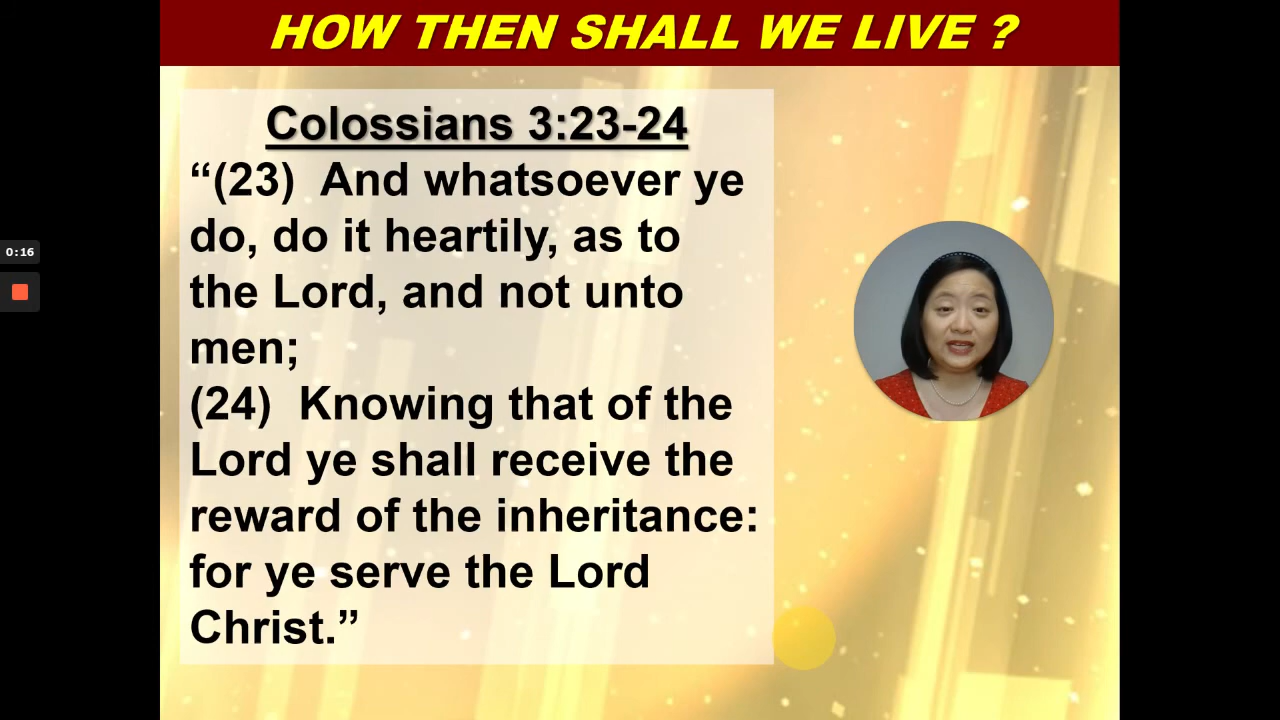 HOW THEN SHALL WE LIVE ?
Colossians 3:23-24
“(23)  And whatsoever ye
do, do it heartily, as to
the Lord, and not unto
men;
(24)  Knowing that of the
Lord ye shall receive the
reward of the inheritance:
for ye serve the Lord
Christ.”
0:16